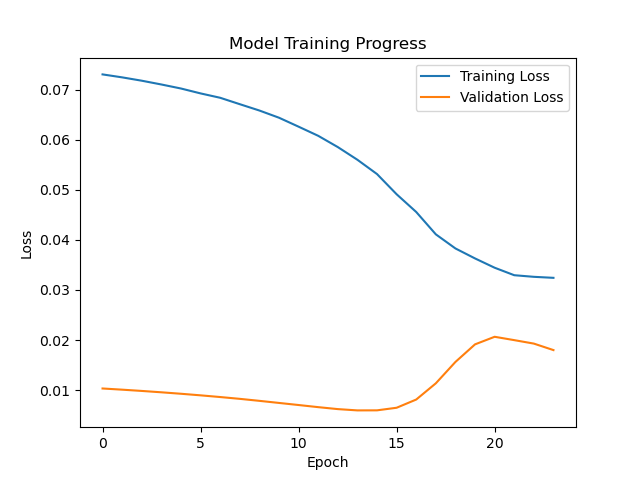 Model Training Progress
Training Loss
Validation Loss
0.07
0.06
0.05
0.04
0.03
0.02
0.01
Loss
0 5 10 15 20
Epoch